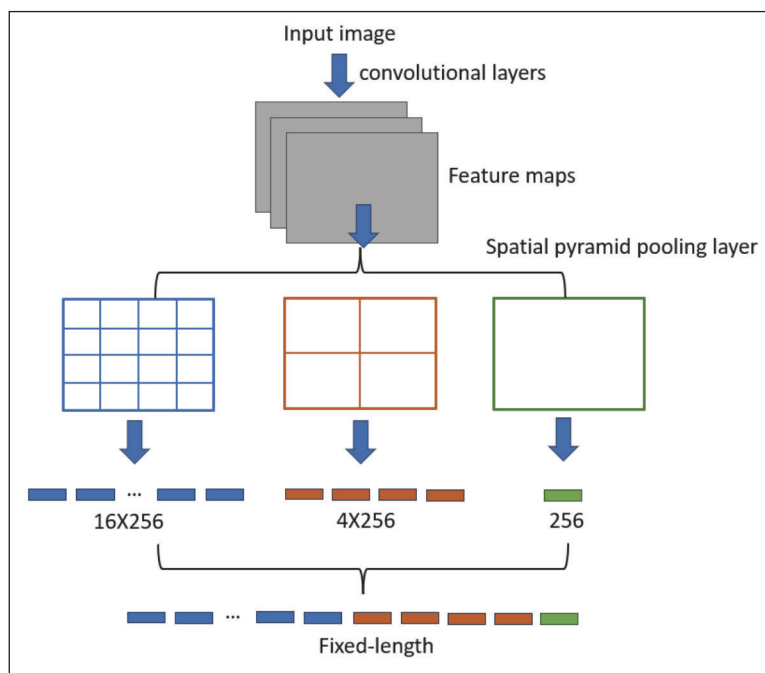 Input image
convolutional layers
Feature maps
Spatial pyramid pooling layer
...
16X256
4X256
256
...
Fixed-length